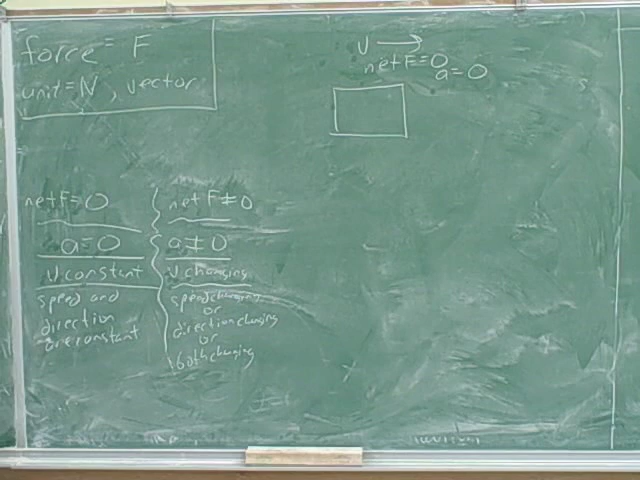 force = F
unit = N, vector
v →
net F = 0
a = 0
net F = 0
a = 0
v constant
speed and
direction
are constant
net F ≠ 0
a ≠ 0
v changing
speed changing
or
direction changing
or
both changing